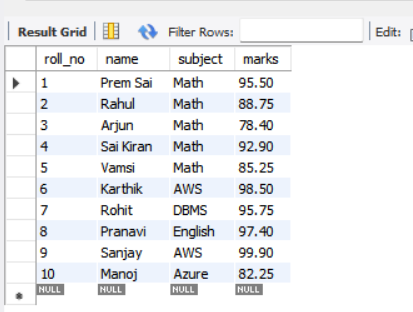 Result Grid Filter Rows: Edit:
roll_no name subject marks
1 Prem Sai Math 95.50
2 Rahul Math 88.75
3 Arjun Math 78.40
4 Sai Kiran Math 92.90
5 Vamsi Math 85.25
6 Karthik AWS 98.50
7 Rohit DBMS 95.75
8 Pranavi English 97.40
9 Sanjay AWS 99.90
10 Manoj Azure 82.25
NULL NULL NULL NULL